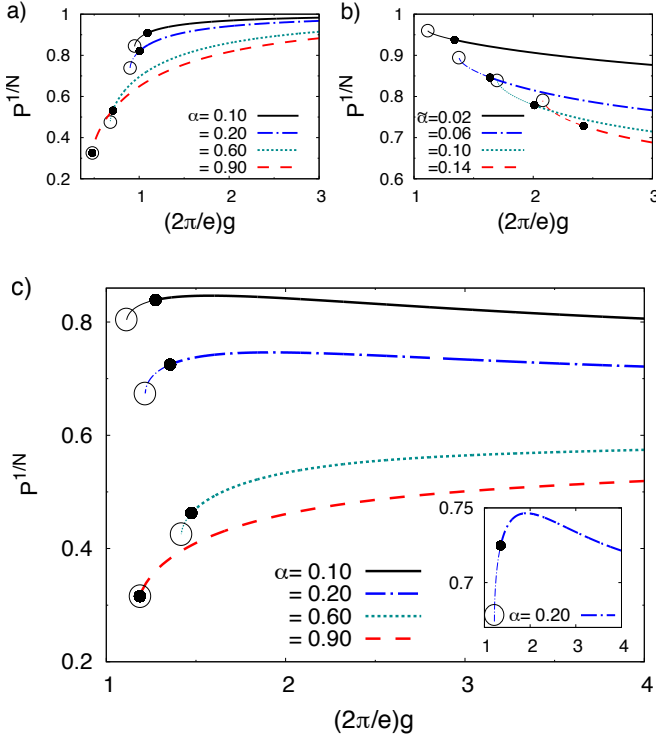 a)
P^1/N
1
0.8
0.6
0.4
0.2
α= 0.10
= 0.20
= 0.60
= 0.90
1
2
3
(2π/e)g
b)
P^1/N
1
0.9
0.8
0.7
0.6
α̃=0.02
=0.06
=0.10
=0.14
1
2
3
(2π/e)g
c)
P^1/N
0.8
0.6
0.4
0.2
α= 0.10
= 0.20
= 0.60
= 0.90
0.75
0.7
α= 0.20
1 2 3 4
1
2
3
4
(2π/e)g